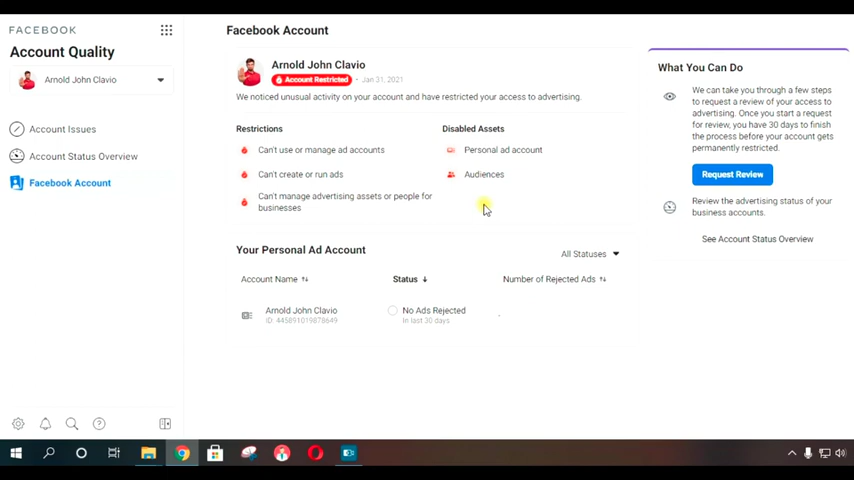 FACEBOOK
Account Quality
Arnold John Clavio
Account Issues
Account Status Overview
Facebook Account
Facebook Account
Arnold John Clavio
Account Restricted - Jan 31, 2021
We noticed unusual activity on your account and have restricted your access to advertising.
Restrictions
Can't use or manage ad accounts
Can't create or run ads
Can't manage advertising assets or people for
businesses
Disabled Assets
Personal ad account
Audiences
Your Personal Ad Account
All Statuses
Account Name
Status
Number of Rejected Ads
Arnold John Clavio
ID: 445891019878649
No Ads Rejected
In last 30 days
What You Can Do
We can take you through a few steps
to request a review of your access to
advertising. Once you start a request
for review, you have 30 days to finish
the process before your account gets
permanently restricted.
Request Review
Review the advertising status of your
business accounts.
See Account Status Overview